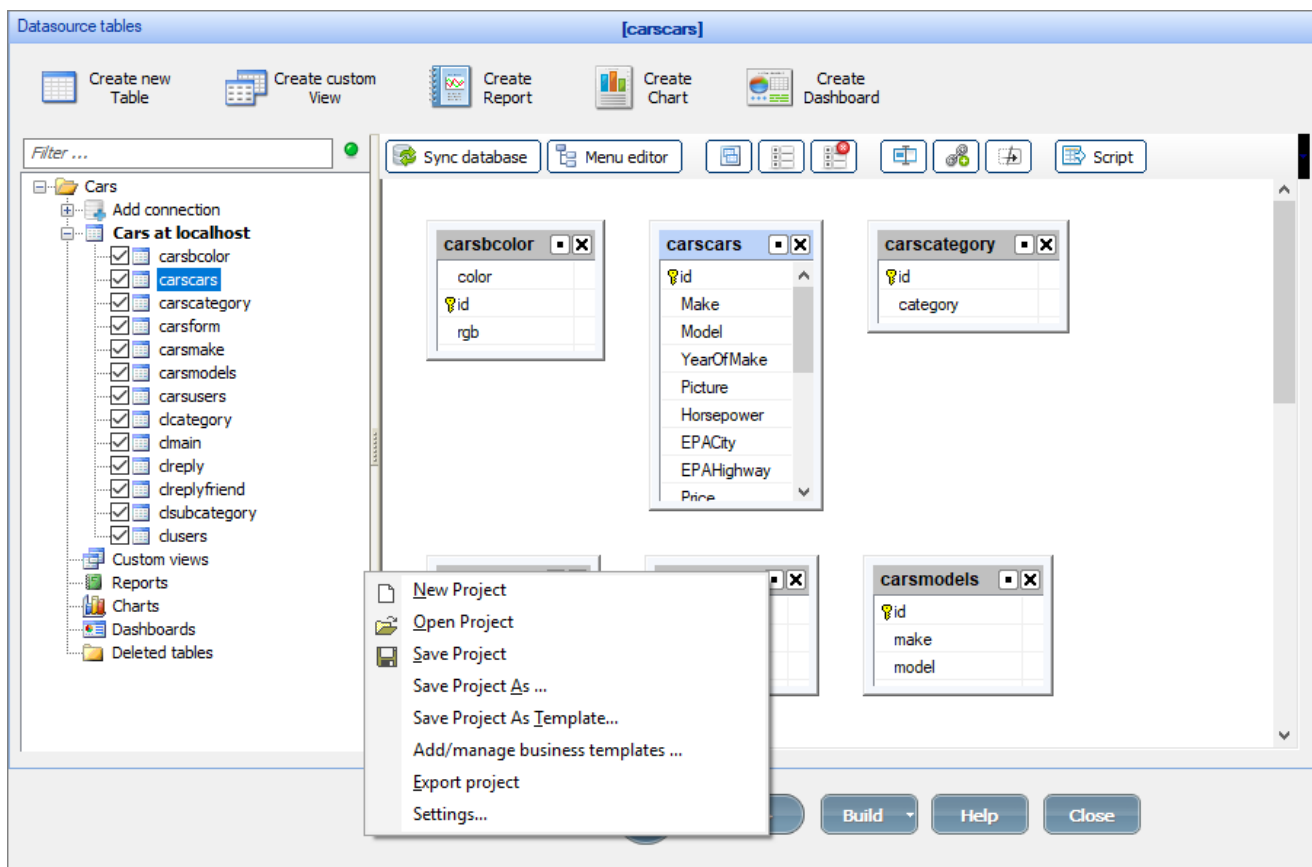 Datasource tables
[carscars]
Create new
Table
Create custom
View
Create
Report
Create
Chart
Create
Dashboard
Filter ...
Sync database
Menu editor
Script
Cars
Add connection
Cars at localhost
carsbcolor
carscars
carscategory
carsform
carsmake
carsmodels
carsusers
clcategory
clmain
clreply
clreplyfriend
clsubcategory
clusers
Custom views
Reports
Charts
Dashboards
Deleted tables
carsbcolor
color
id
rgb
carscars
id
Make
Model
YearOfMake
Picture
Horsepower
EPACity
EPAHighway
Price
carscategory
id
category
carsmodels
id
make
model
New Project
Open Project
Save Project
Save Project As ...
Save Project As Template...
Add/manage business templates ...
Export project
Settings...
Build
Help
Close